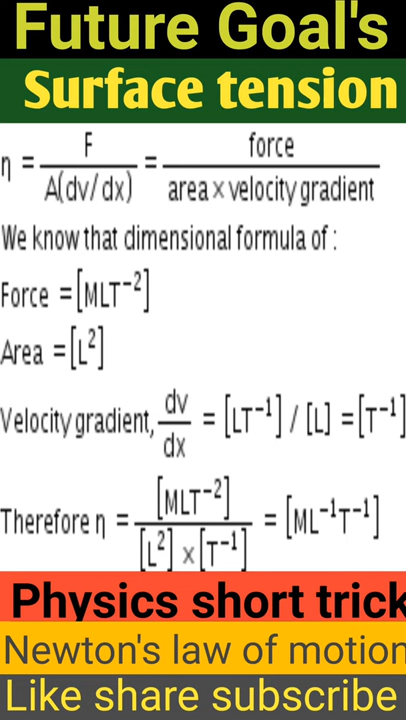 Future Goal's
Surface tension
η = F / A(dv/dx) = force / area × velocity gradient
We know that dimensional formula of :
Force = [MLT⁻²]
Area = [L²]
Velocity gradient, dv/dx = [LT⁻¹] / [L] = [T⁻¹]
Therefore η = [MLT⁻²] / [L²] × [T⁻¹] = [ML⁻¹T⁻¹]
Physics short trick
Newton's law of motion
Like share subscribe